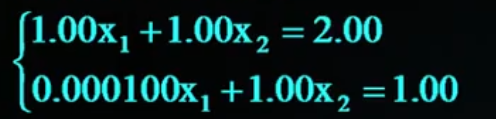 1.00x₁ + 1.00x₂ = 2.00
0.000100x₁ + 1.00x₂ = 1.00